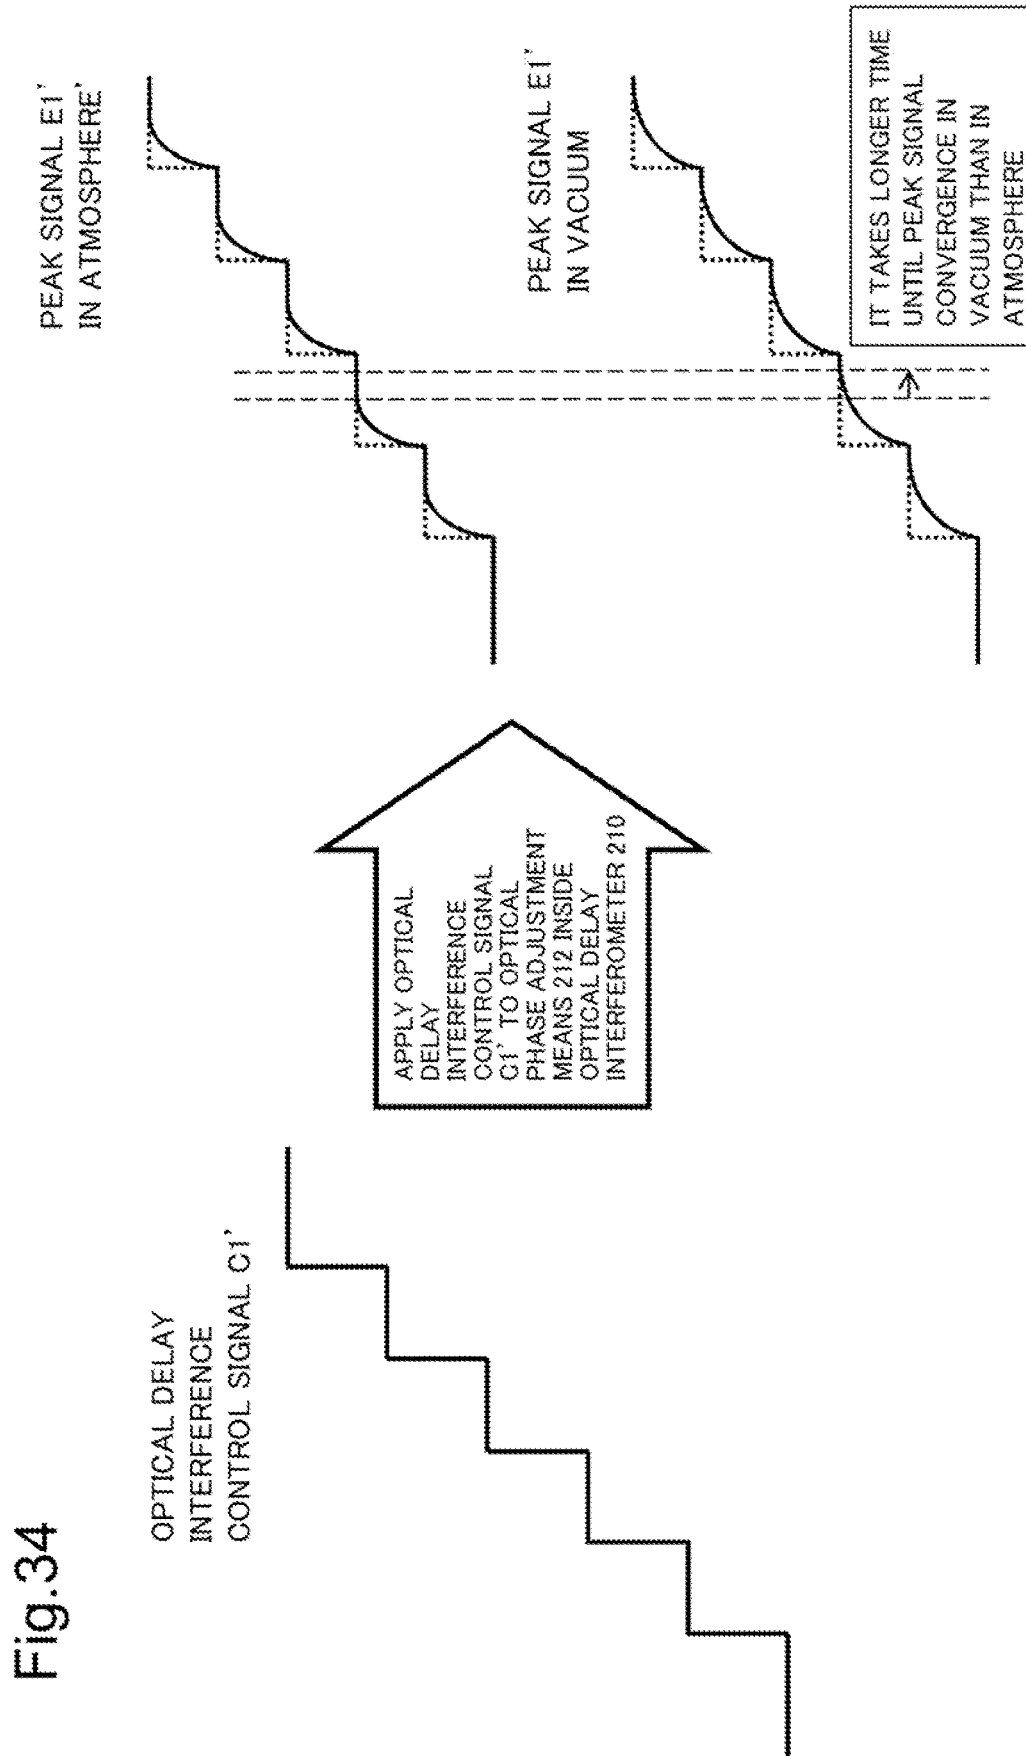 Fig.34
OPTICAL DELAY
INTERFERENCE
CONTROL SIGNAL C1’
APPLY OPTICAL
DELAY
INTERFERENCE
CONTROL SIGNAL
C1’ TO OPTICAL
PHASE ADJUSTMENT
MEANS 212 INSIDE
OPTICAL DELAY
INTERFEROMETER 210
PEAK SIGNAL E1’
IN ATMOSPHERE’
PEAK SIGNAL E1’
IN VACUUM
IT TAKES LONGER TIME
UNTIL PEAK SIGNAL
CONVERGENCE IN
VACUUM THAN IN
ATMOSPHERE